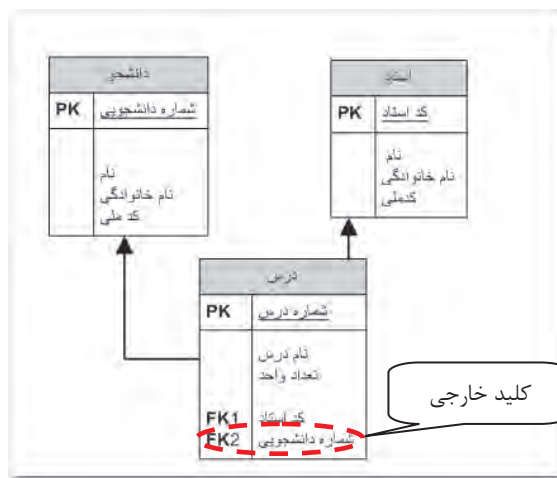 دانشجو
PK شماره دانشجویی
نام
نام خانوادگی
کد ملی
استاد
PK کد استاد
نام
نام خانوادگی
کدملی
درس
PK شماره درس
نام درس
تعداد واحد
FK1 کد استاد
FK2 شماره دانشجویی
کلید خارجی